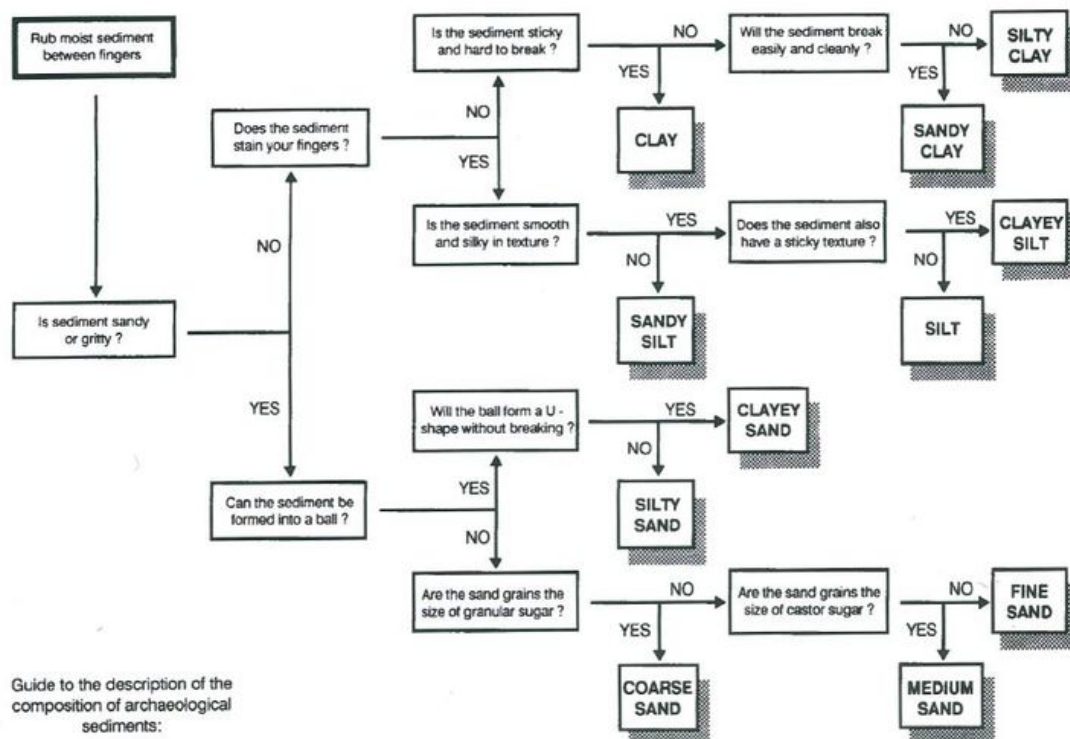 Rub moist sediment
between fingers
Is sediment sandy
or gritty ?
NO
YES
Does the sediment
stain your fingers ?
NO
YES
Is the sediment sticky
and hard to break ?
NO
YES
CLAY
Will the sediment break
easily and cleanly ?
NO
SILTY
CLAY
YES
SANDY
CLAY
Is the sediment smooth
and silky in texture ?
YES
NO
SANDY
SILT
Does the sediment also
have a sticky texture ?
YES
CLAYEY
SILT
NO
SILT
Can the sediment be
formed into a ball ?
YES
NO
Will the ball form a U -
shape without breaking ?
YES
CLAYEY
SAND
NO
SILTY
SAND
Are the sand grains the
size of granular sugar ?
NO
YES
COARSE
SAND
Are the sand grains the
size of castor sugar ?
NO
FINE
SAND
YES
MEDIUM
SAND
Guide to the description of the
composition of archaeological
sediments: